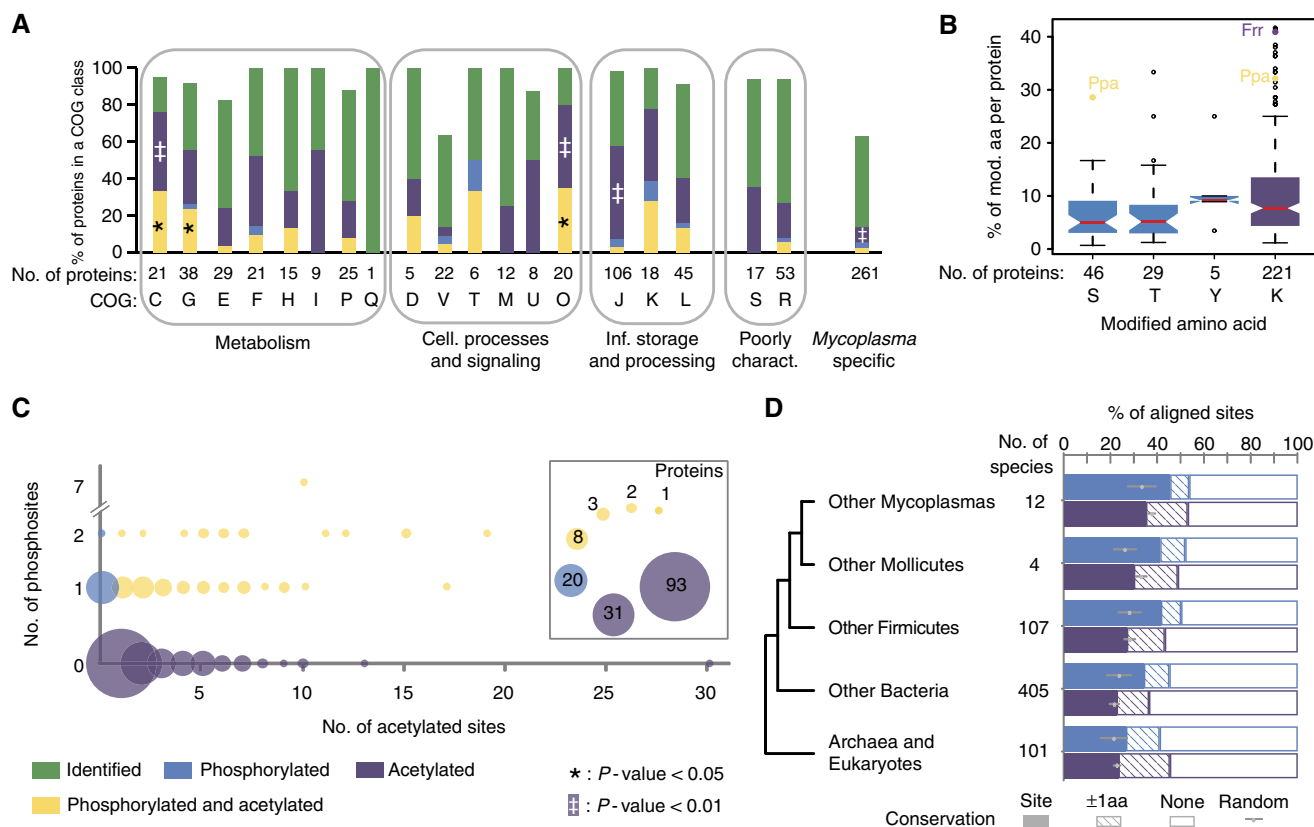 A
% of proteins in a COG class
100
80
60
40
20
0
‡ * * ‡ * ‡ ‡
No. of proteins: 21 38 29 21 15 9 25 1 5 22 6 12 8 20 106 18 45 17 53 261
COG: C G E F H I P Q D V T M U O J K L S R
Metabolism
Cell. processes and signaling
Inf. storage and processing
Poorly charact.
Mycoplasma specific
B
% of mod. aa per protein
40
30
20
10
0
Ppa
Frr
Ppa
No. of proteins: 46 29 5 221
S T Y K
Modified amino acid
C
No. of phosphosites
7
2
1
0
5 10 15 20 25 30
No. of acetylated sites
Proteins
1
2
3
8
20
31
93
Identified
Phosphorylated
Acetylated
Phosphorylated and acetylated
* : P-value < 0.05
‡ : P-value < 0.01
D
% of aligned sites
No. of species
0 20 40 60 80 100
Other Mycoplasmas 12
Other Mollicutes 4
Other Firmicutes 107
Other Bacteria 405
Archaea and Eukaryotes 101
Conservation
Site
±1aa
None
Random